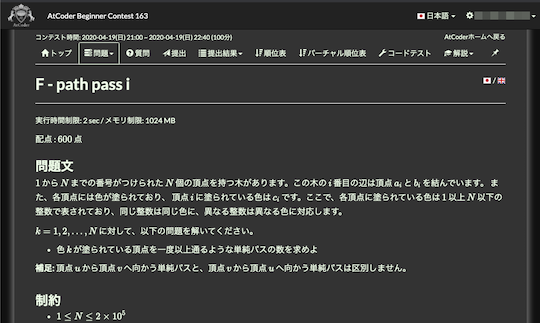 AtCoder
AtCoder Beginner Contest 163
日本語
コンテスト時間: 2020-04-19(日) 21:00 ~ 2020-04-19(日) 22:40 (100分)
AtCoderホームへ戻る
トップ 問題 質問 提出 提出結果 順位表 バーチャル順位表 コードテスト 解説
F - path pass i
/
実行時間制限: 2 sec / メモリ制限: 1024 MB
配点 : 600 点
問題文
1 から N までの番号がつけられた N 個の頂点を持つ木があります。この木の i 番目の辺は頂点 a_i と b_i を結んでいます。 ま
た、各頂点には色が塗られており、頂点 i に塗られている色は c_i です。ここで、各頂点に塗られている色は 1 以上 N 以下の
整数で表されており、同じ整数は同じ色に、異なる整数は異なる色に対応します。
k = 1, 2, . . . , N に対して、以下の問題を解いてください。
• 色 k が塗られている頂点を一度以上通るような単純パスの数を求めよ
補足: 頂点 u から頂点 v へ向かう単純パスと、頂点 v から頂点 u へ向かう単純パスは区別しません。
制約
• 1 ≤ N ≤ 2 × 10^5